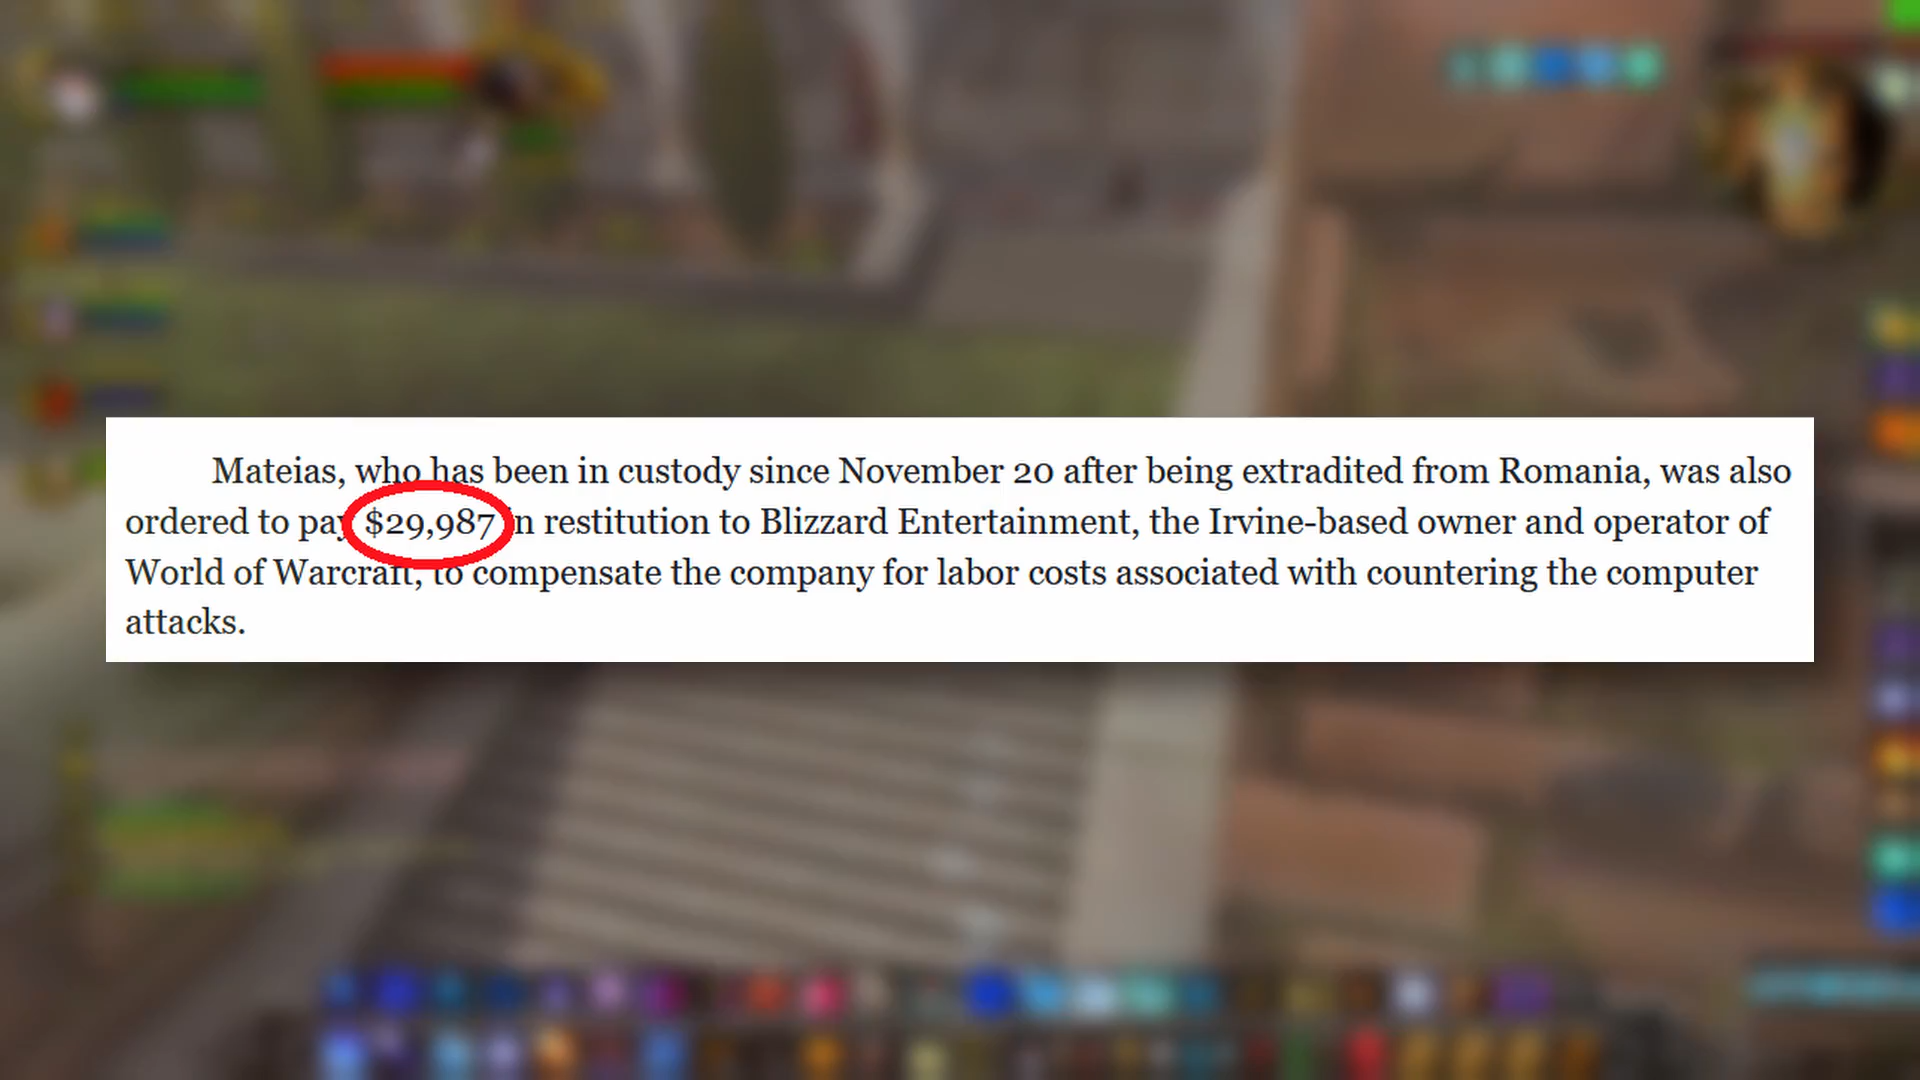 Mateias, who has been in custody since November 20 after being extradited from Romania, was also
ordered to pay $29,987 in restitution to Blizzard Entertainment, the Irvine-based owner and operator of
World of Warcraft, to compensate the company for labor costs associated with countering the computer
attacks.